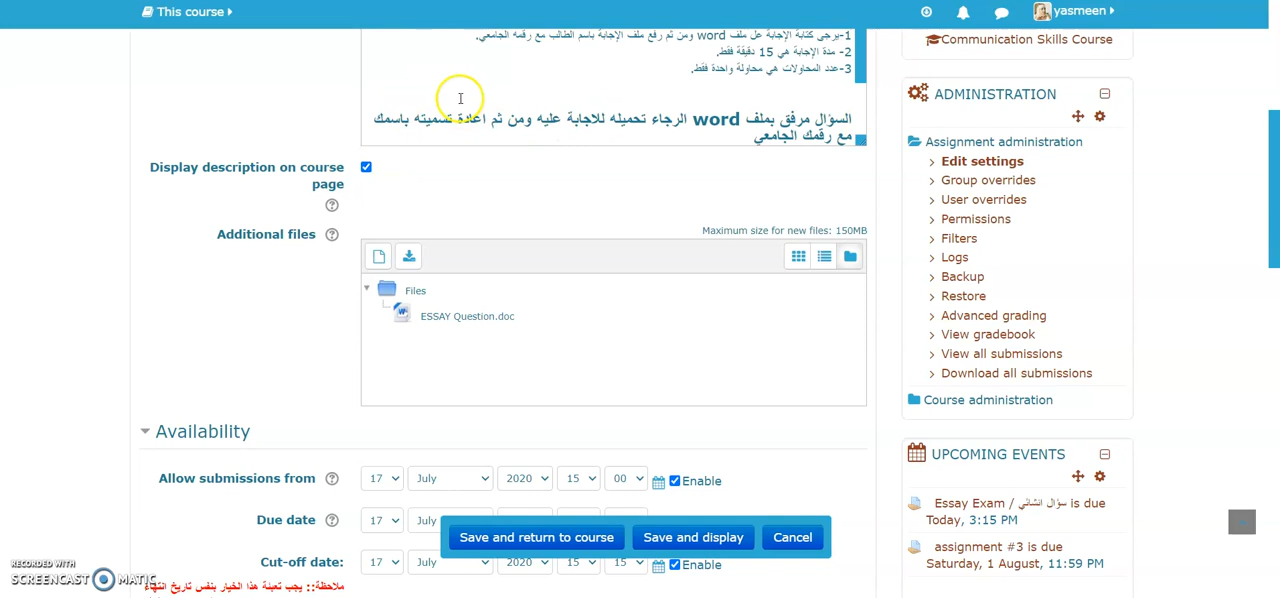 This course
yasmeen
1-يرجى كتابة الإجابة عل ملف word ومن ثم رفع ملف الإجابة باسم الطالب مع رقمه الجامعي.
2- مدة الإجابة هي 15 دقيقة فقط.
3-عدد المحاولات هي محاولة واحدة فقط.
السؤال مرفق بملف word الرجاء تحميله للاجابة عليه ومن ثم اعادة تسميته باسمك
مع رقمك الجامعي
Display description on course
page
Additional files
Maximum size for new files: 150MB
Files
ESSAY Question.doc
Availability
Allow submissions from
17 July 2020 15 00 Enable
Due date
17 July
Save and return to course
Save and display
Cancel
Cut-off date:
17 July 2020 15 15 Enable
ملاحظة:: يجب تعبئة هذا الخيار بنفس تاريخ انتهاء
RECORDED WITH
SCREENCAST MATIC
Communication Skills Course
ADMINISTRATION
Assignment administration
Edit settings
Group overrides
User overrides
Permissions
Filters
Logs
Backup
Restore
Advanced grading
View gradebook
View all submissions
Download all submissions
Course administration
UPCOMING EVENTS
Essay Exam / سؤال انشائي is due
Today, 3:15 PM
assignment #3 is due
Saturday, 1 August, 11:59 PM